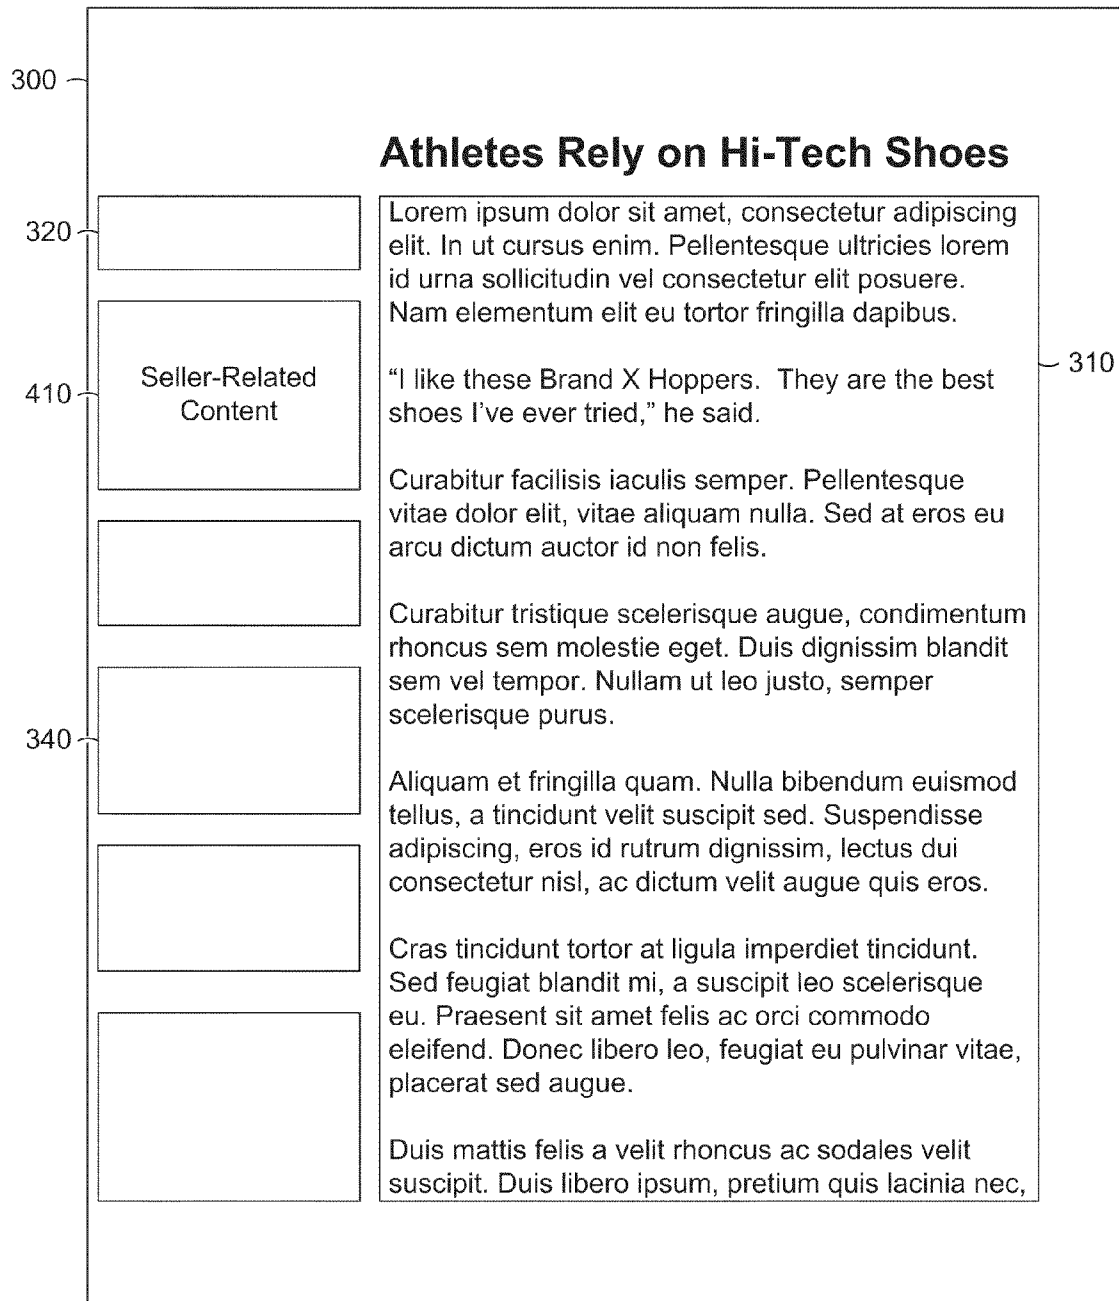 300
Athletes Rely on Hi-Tech Shoes
320
Lorem ipsum dolor sit amet, consectetur adipiscing
elit. In ut cursus enim. Pellentesque ultricies lorem
id urna sollicitudin vel consectetur elit posuere.
Nam elementum elit eu tortor fringilla dapibus.
310
410
Seller-Related
Content
“I like these Brand X Hoppers.  They are the best
shoes I've ever tried,” he said.
Curabitur facilisis iaculis semper. Pellentesque
vitae dolor elit, vitae aliquam nulla. Sed at eros eu
arcu dictum auctor id non felis.
Curabitur tristique scelerisque augue, condimentum
rhoncus sem molestie eget. Duis dignissim blandit
sem vel tempor. Nullam ut leo justo, semper
scelerisque purus.
340
Aliquam et fringilla quam. Nulla bibendum euismod
tellus, a tincidunt velit suscipit sed. Suspendisse
adipiscing, eros id rutrum dignissim, lectus dui
consectetur nisl, ac dictum velit augue quis eros.
Cras tincidunt tortor at ligula imperdiet tincidunt.
Sed feugiat blandit mi, a suscipit leo scelerisque
eu. Praesent sit amet felis ac orci commodo
eleifend. Donec libero leo, feugiat eu pulvinar vitae,
placerat sed augue.
Duis mattis felis a velit rhoncus ac sodales velit
suscipit. Duis libero ipsum, pretium quis lacinia nec,